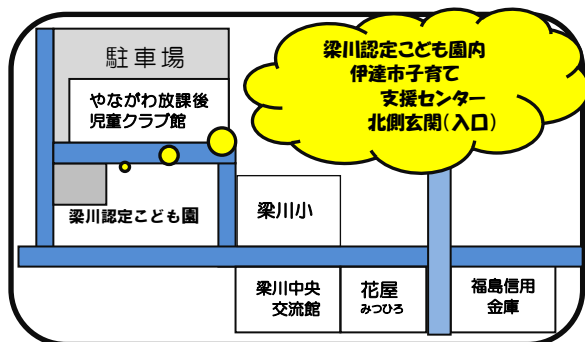 駐車場
やながわ放課後
児童クラブ館
梁川認定こども園内
伊達市子育て
支援センター
北側玄関(入口)
梁川認定こども園
梁川小
梁川中央
交流館
花屋
みつひろ
福島信用
金庫